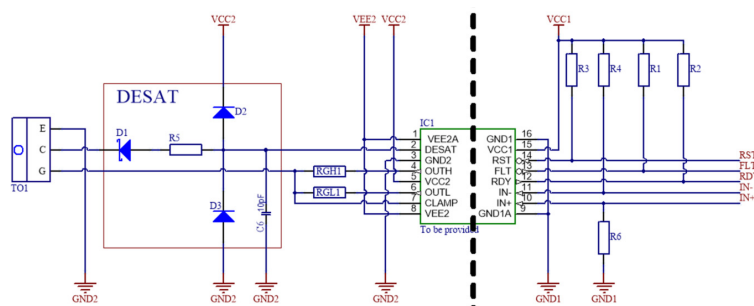 VCC2
VEE2
VCC2
VCC1
DESAT
D2
R3
R4
R1
R2
IC1
E
C
G
TO1
D1
R5
RGH1
RGL1
1
2
3
4
5
6
7
8
VEE2A
DESAT
GND2
OUTH
VCC2
OUTL
CLAMP
VEE2
GND1
VCC1
RST
FLT
RDY
IN-
IN+
GND1A
16
15
14
13
12
11
10
9
RST
FLT
RD
IN-
IN+
To be provided
D3
C6
10pF
R6
GND2
GND2
GND2
GND2
GND1
GND1